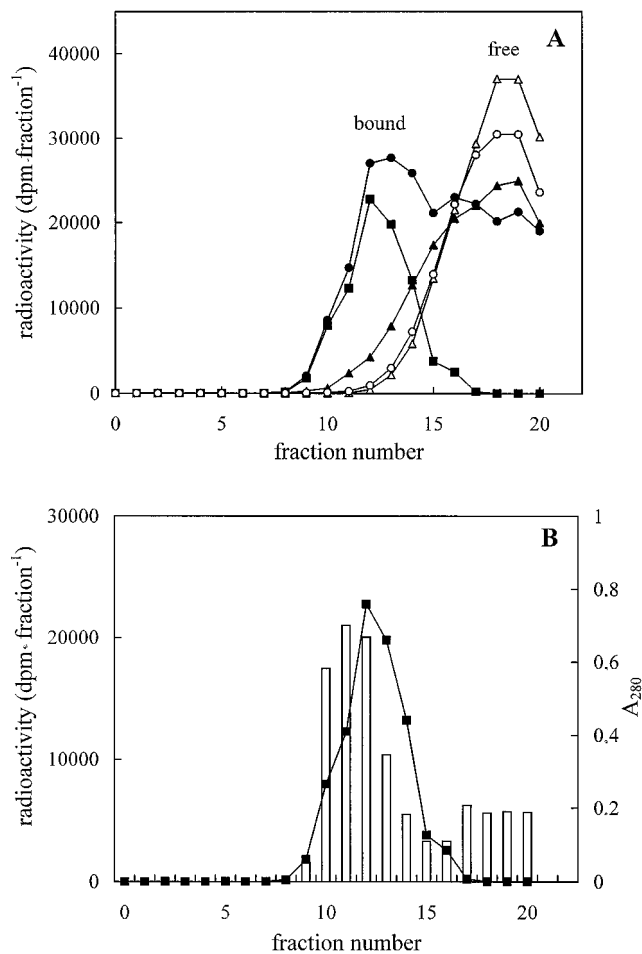 A
free
bound
40000
30000
20000
10000
0
radioactivity (dpm·fraction⁻¹)
0 5 10 15 20
fraction number
B
30000
20000
10000
0
radioactivity (dpm· fraction⁻¹)
1
0.8
0.6
0.4
0.2
0
A₂₈₀
0 5 10 15 20
fraction number